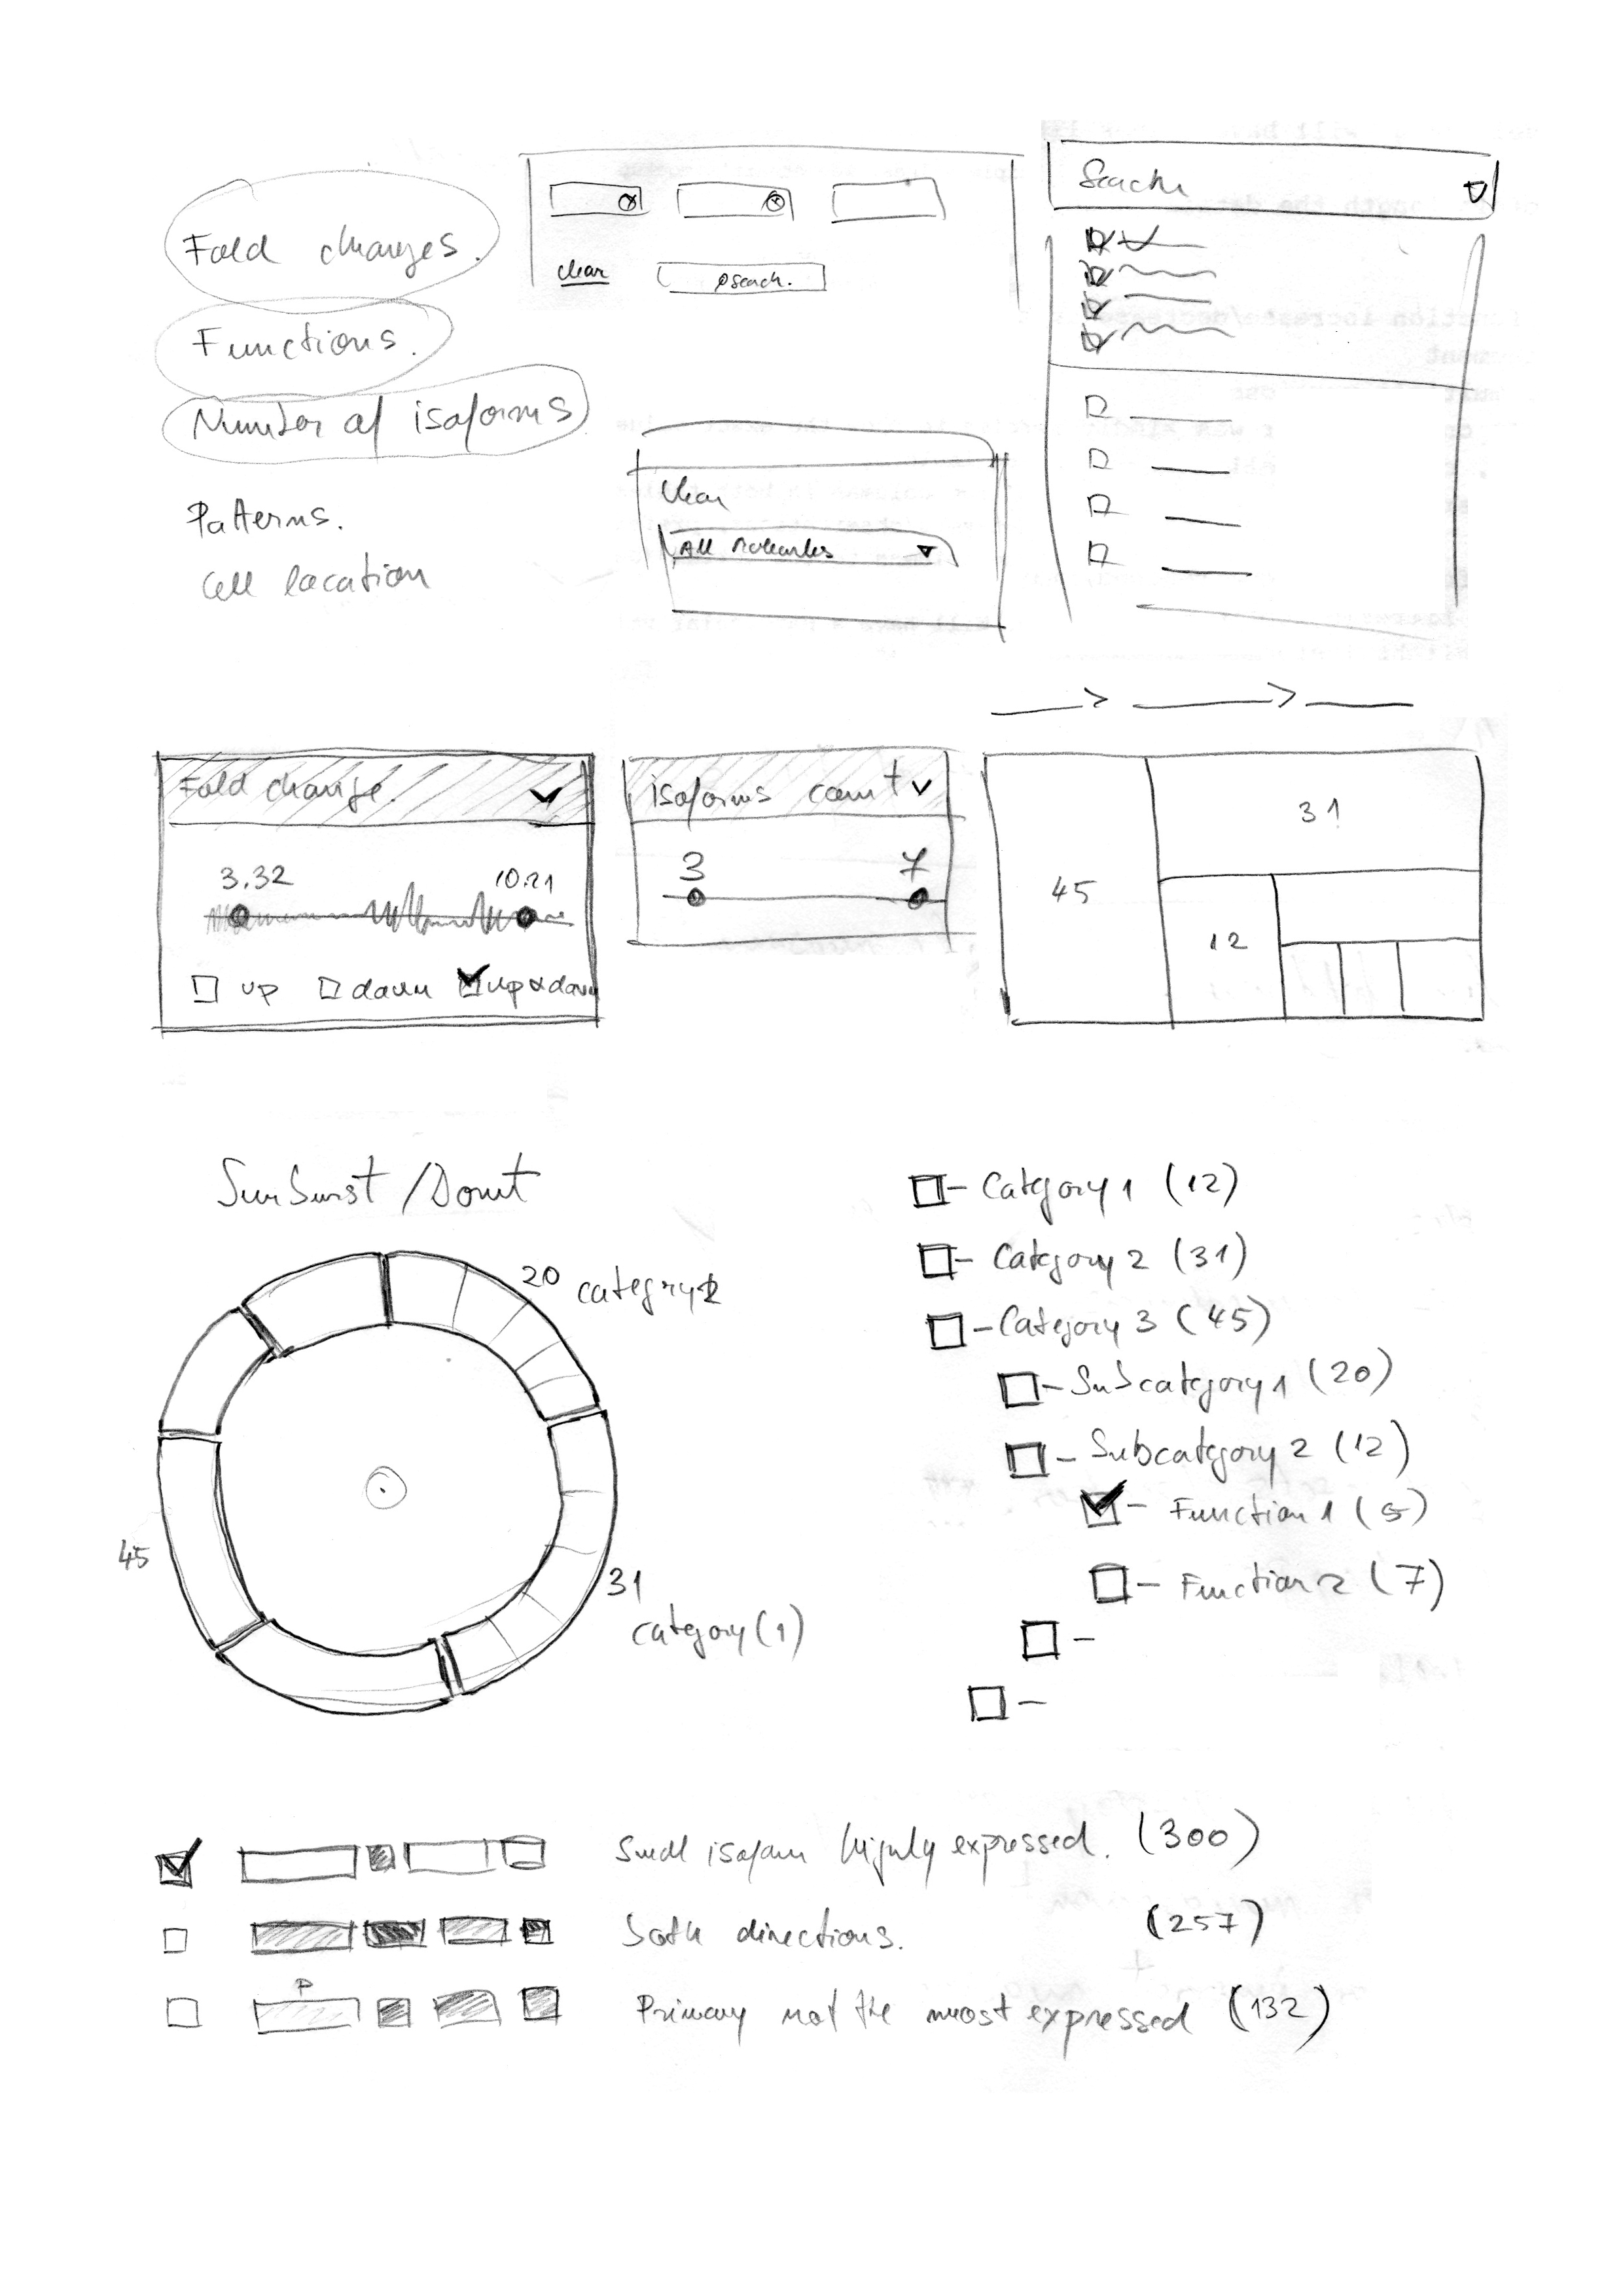 Fold changes.
Functions.
Number of isoforms
Patterns.
Cell location
clear
search.
Search
Clear
All
Fold change.
3.32
10.21
up
down
up & down
isoforms count
3
7
45
31
12
Sunburst / Donut
20
category 2
45
31
category (1)
Category 1 (12)
Category 2 (31)
Category 3 (45)
Subcategory 1 (20)
Subcategory 2 (12)
Function 1 (5)
Function 2 (7)
Small isoform highly expressed. (300)
both directions. (257)
P
Primary not the most expressed (132)